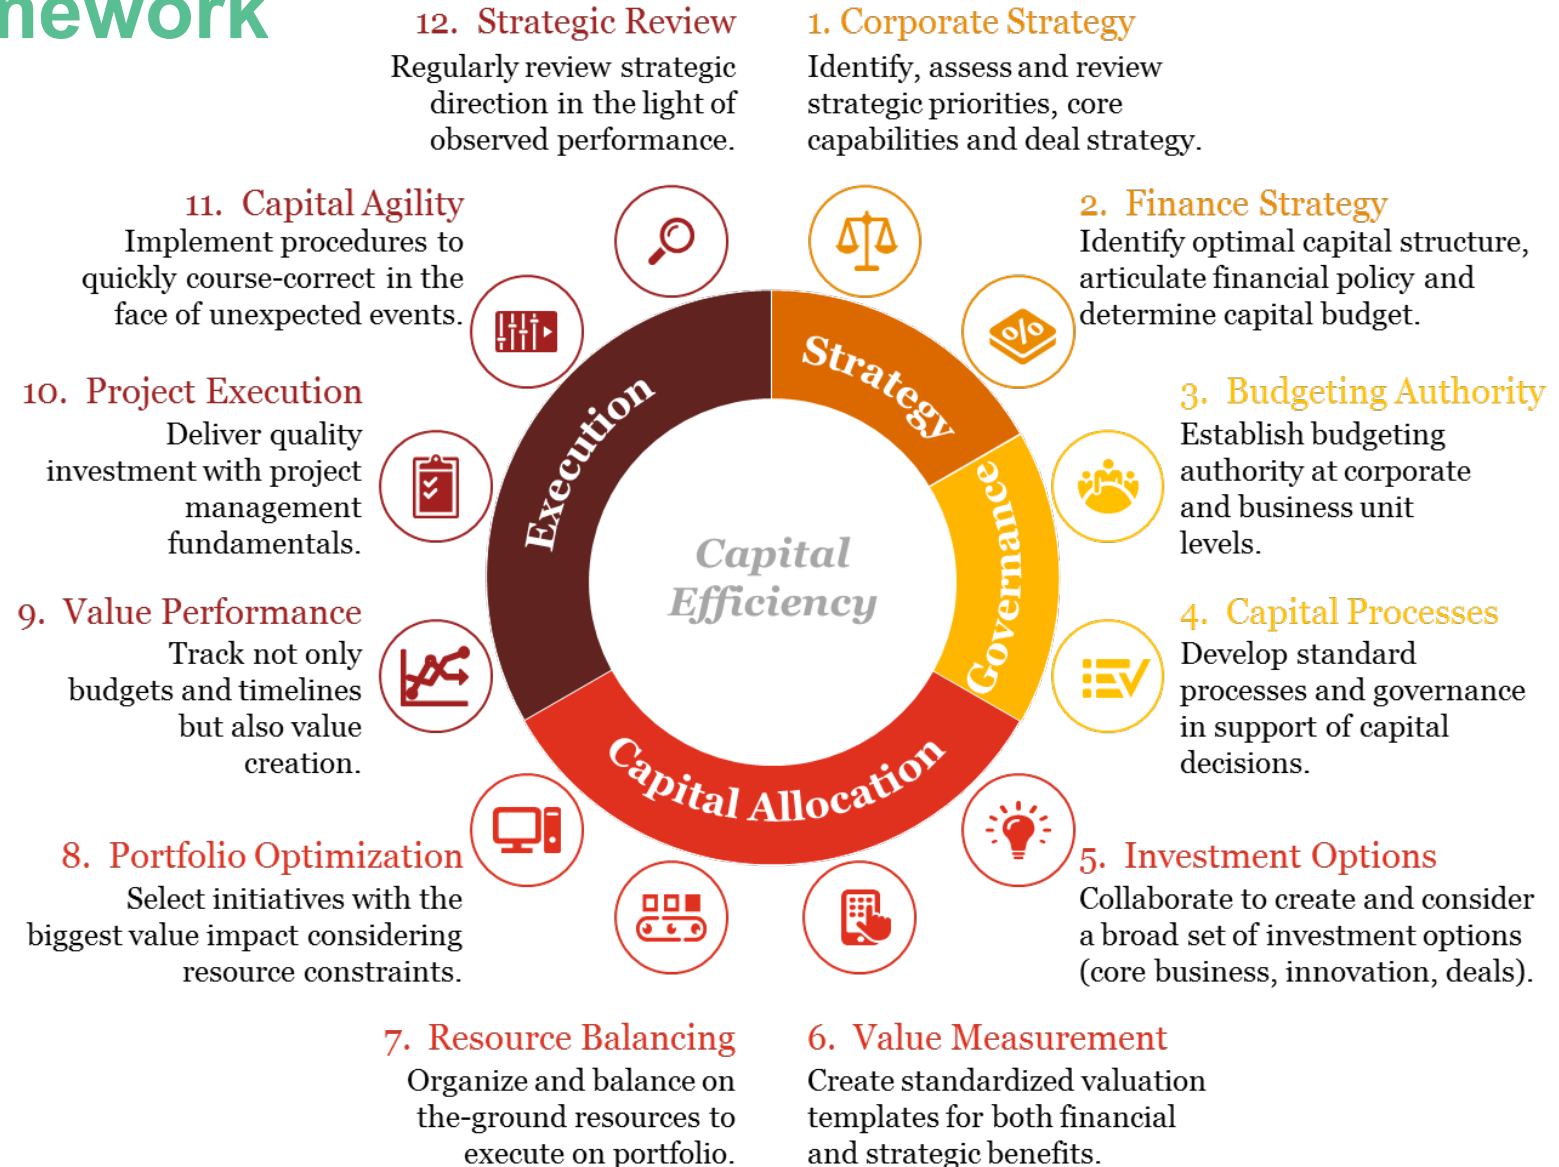 nework
12. Strategic Review
Regularly review strategic
direction in the light of
observed performance.
1. Corporate Strategy
Identify, assess and review
strategic priorities, core
capabilities and deal strategy.
11. Capital Agility
Implement procedures to
quickly course-correct in the
face of unexpected events.
2. Finance Strategy
Identify optimal capital structure,
articulate financial policy and
determine capital budget.
10. Project Execution
Deliver quality
investment with project
management
fundamentals.
3. Budgeting Authority
Establish budgeting
authority at corporate
and business unit
levels.
Execution
Strategy
Governance
Capital Allocation
Capital
Efficiency
%
9. Value Performance
Track not only
budgets and timelines
but also value
creation.
4. Capital Processes
Develop standard
processes and governance
in support of capital
decisions.
8. Portfolio Optimization
Select initiatives with the
biggest value impact considering
resource constraints.
5. Investment Options
Collaborate to create and consider
a broad set of investment options
(core business, innovation, deals).
7. Resource Balancing
Organize and balance on
the-ground resources to
execute on portfolio.
6. Value Measurement
Create standardized valuation
templates for both financial
and strategic benefits.